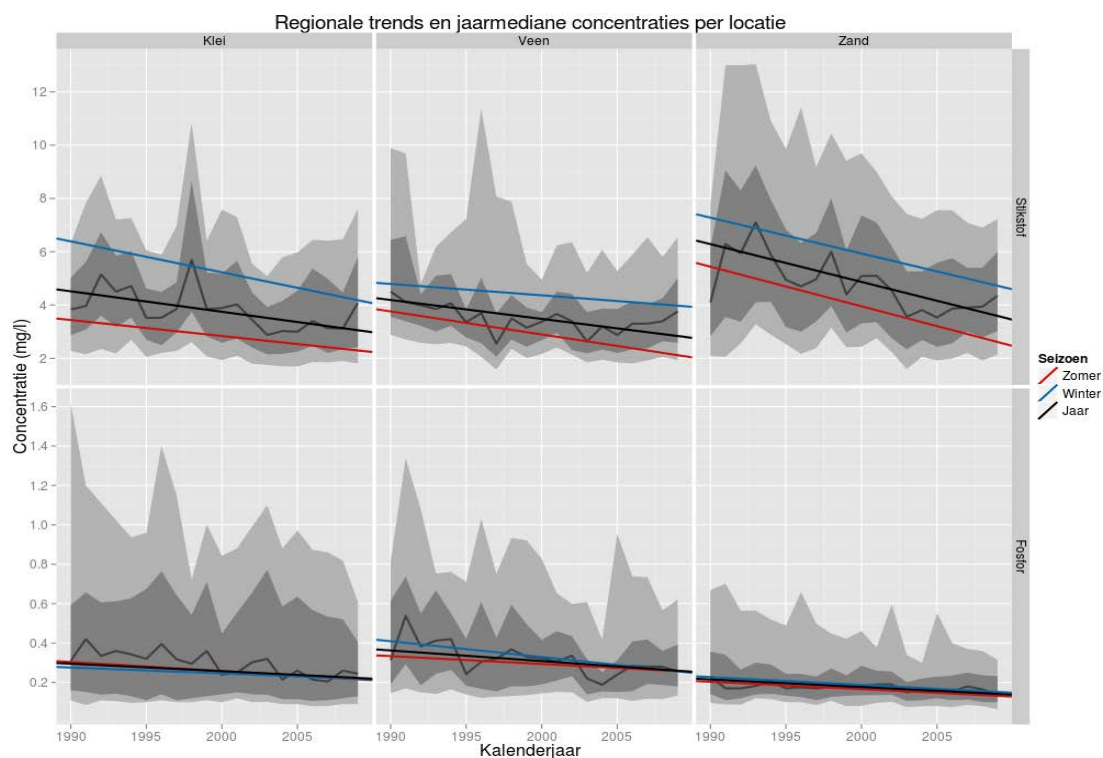 Regionale trends en jaarmediane concentraties per locatie
Klei
Veen
Zand
12
10
8
6
4
2
Stikstof
1.6
1.4
1.2
1.0
0.8
0.6
0.4
0.2
Fosfor
Concentratie (mg/l)
1990
1995
2000
2005
1990
1995
2000
2005
1990
1995
2000
2005
Kalenderjaar
Seizoen
Zomer
Winter
Jaar